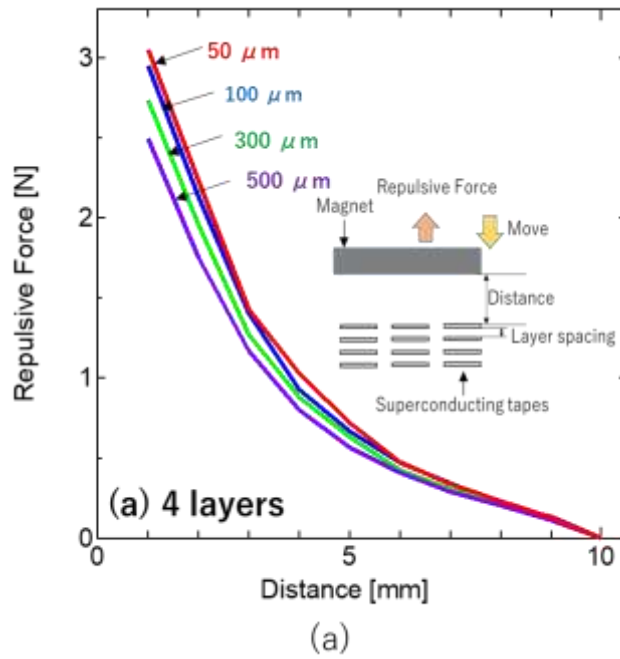 3
50 μm
100 μm
300 μm
500 μm
2
1
0
Repulsive Force [N]
Repulsive Force
Magnet
Move
Distance
Layer spacing
Superconducting tapes
(a) 4 layers
0
5
10
Distance [mm]
(a)